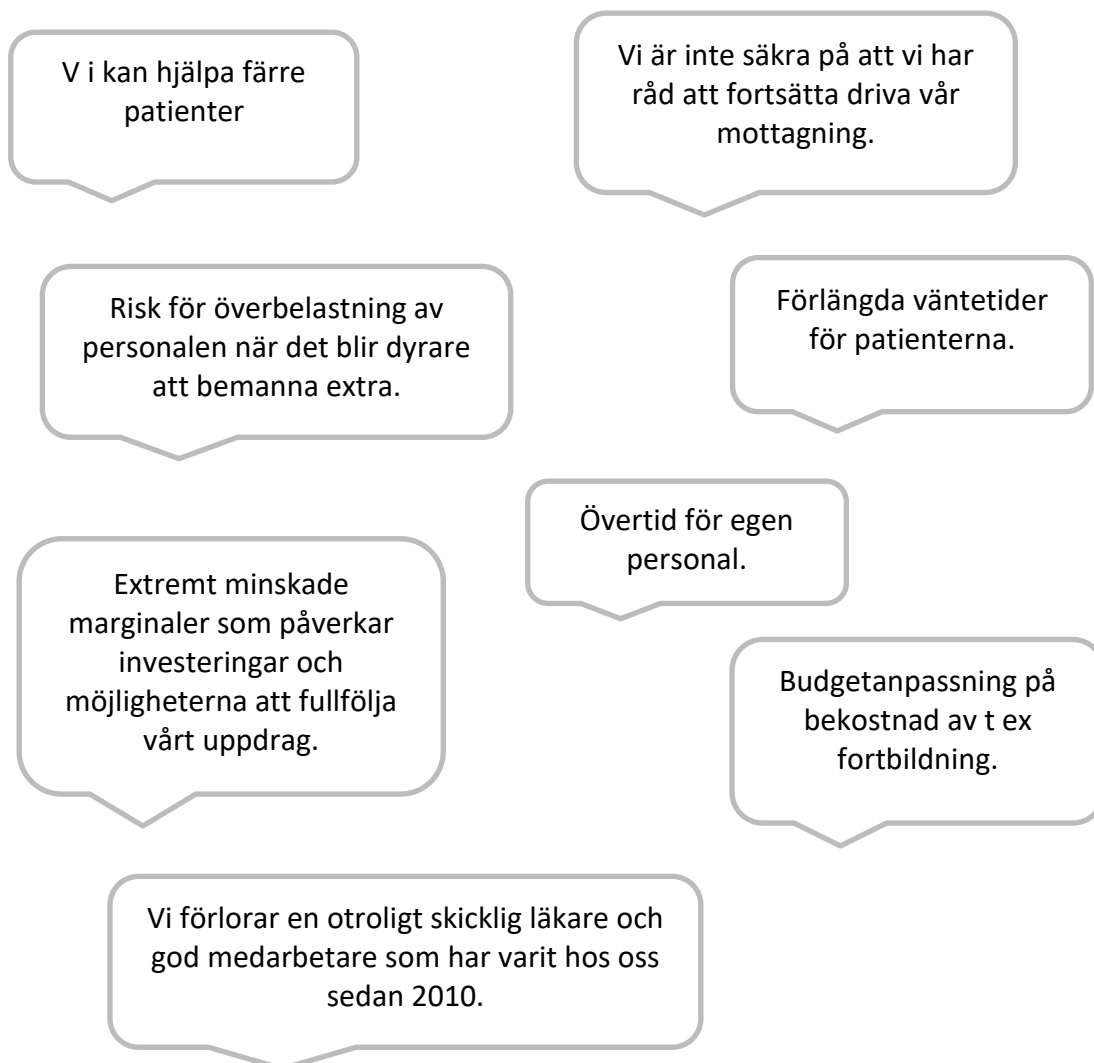 V i kan hjälpa färre
patienter
Vi är inte säkra på att vi har
råd att fortsätta driva vår
mottagning.
Risk för överbelastning av
personalen när det blir dyrare
att bemanna extra.
Förlängda väntetider
för patienterna.
Övertid för egen
personal.
Extremt minskade
marginaler som påverkar
investeringar och
möjligheterna att fullfölja
vårt uppdrag.
Budgetanpassning på
bekostnad av t ex
fortbildning.
Vi förlorar en otroligt skicklig läkare och
god medarbetare som har varit hos oss
sedan 2010.